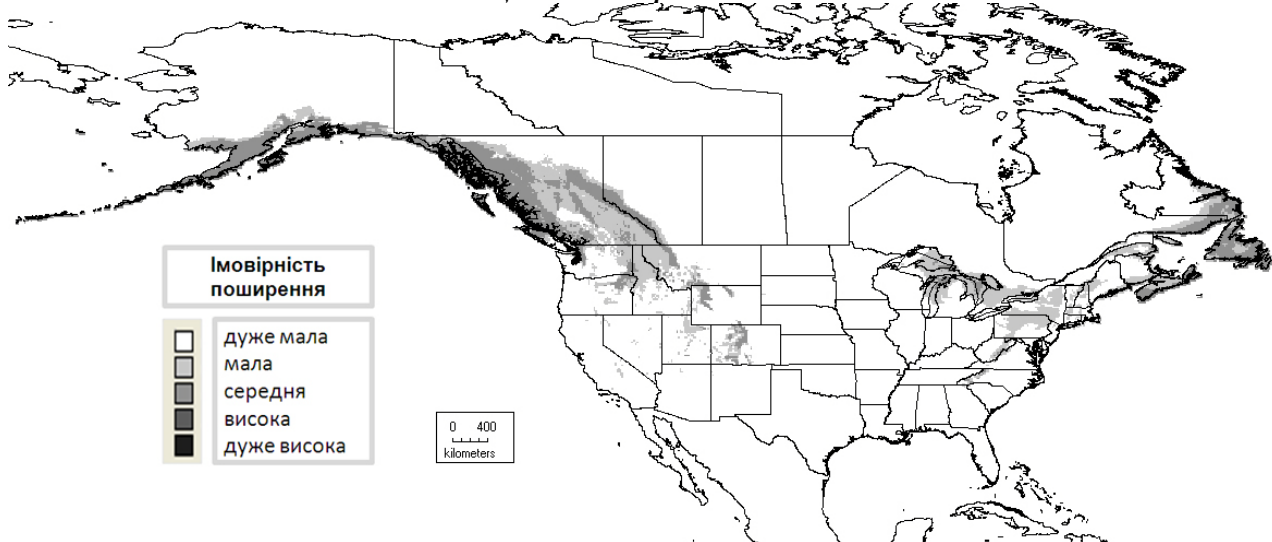 Імовірність
поширення
дуже мала
мала
середня
висока
дуже висока
0 400
kilometers